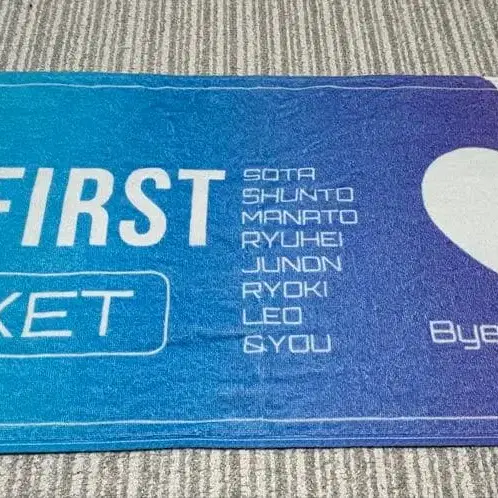 FIRST
KET
SOTA
SHUNTO
MANATO
RYUHEI
JUNON
RYOKI
LEO
&YOU
Bye